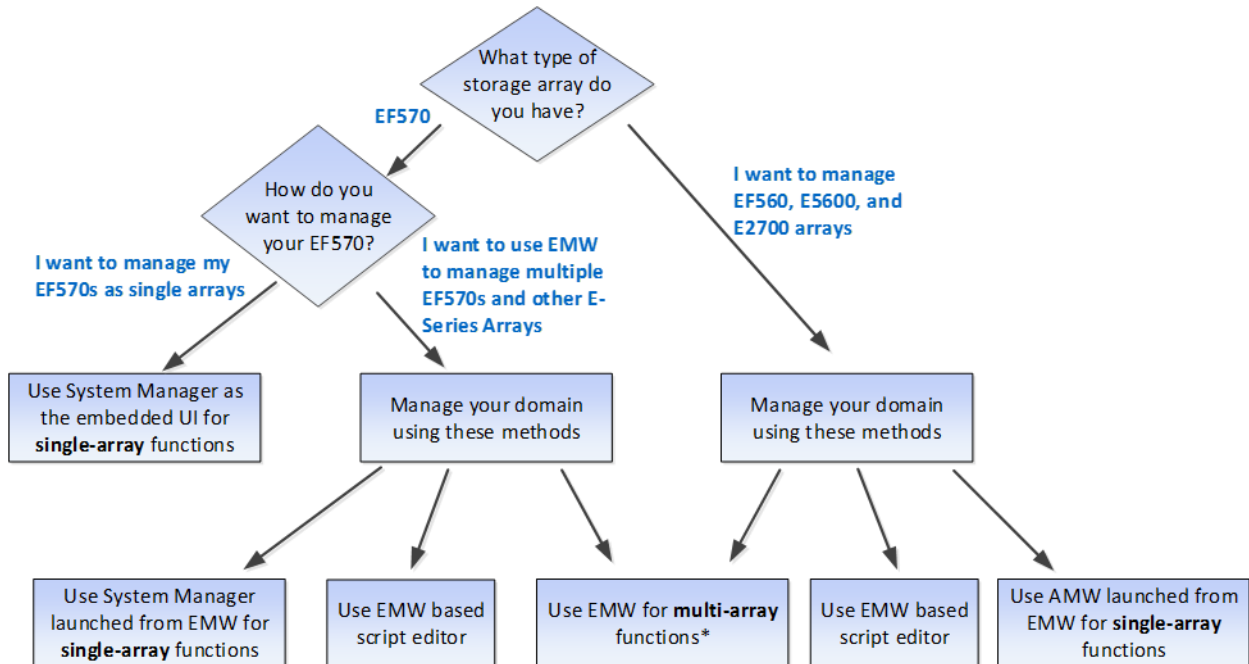 What type of
storage array do
you have?
EF570
How do you
want to manage
your EF570?
I want to manage
EF560, E5600, and
E2700 arrays
I want to manage my
EF570s as single arrays
I want to use EMW
to manage multiple
EF570s and other E-
Series Arrays
Use System Manager as
the embedded UI for
single-array functions
Manage your domain
using these methods
Manage your domain
using these methods
Use System Manager
launched from EMW for
single-array functions
Use EMW based
script editor
Use EMW for multi-array
functions*
Use EMW based
script editor
Use AMW launched from
EMW for single-array
functions